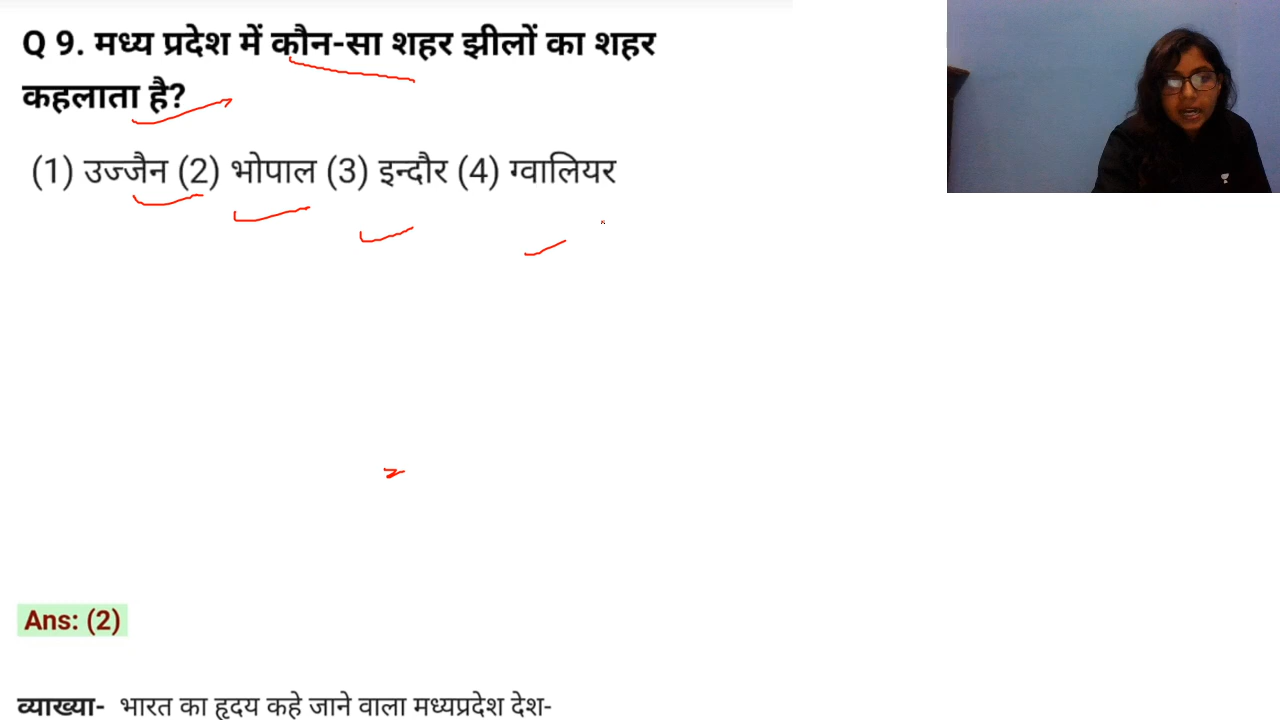 Q 9. मध्य प्रदेश में कौन-सा शहर झीलों का शहर
कहलाता है?
(1) उज्जैन (2) भोपाल (3) इन्दौर (4) ग्वालियर
Ans: (2)
व्याख्या- भारत का हृदय कहे जाने वाला मध्यप्रदेश देश-